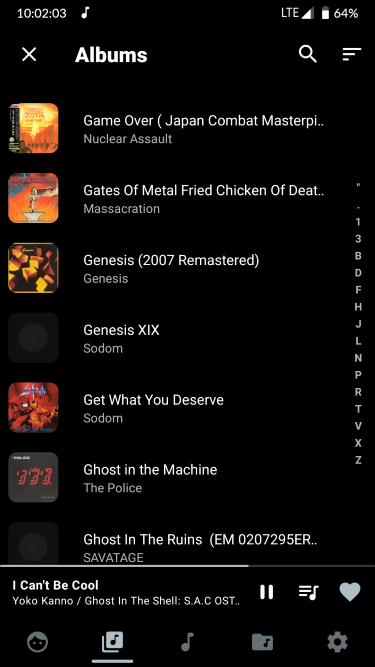 10:02:03
LTE 64%
Albums
Game Over ( Japan Combat Masterpi..
Nuclear Assault
Gates Of Metal Fried Chicken Of Deat..
Massacration
Genesis (2007 Remastered)
Genesis
Genesis XIX
Sodom
Get What You Deserve
Sodom
Ghost in the Machine
The Police
Ghost In The Ruins  (EM 0207295ER..
SAVATAGE
"
.
1
3
B
D
F
H
J
L
N
P
R
T
V
X
Z
I Can't Be Cool
Yoko Kanno / Ghost In The Shell: S.A.C OST..